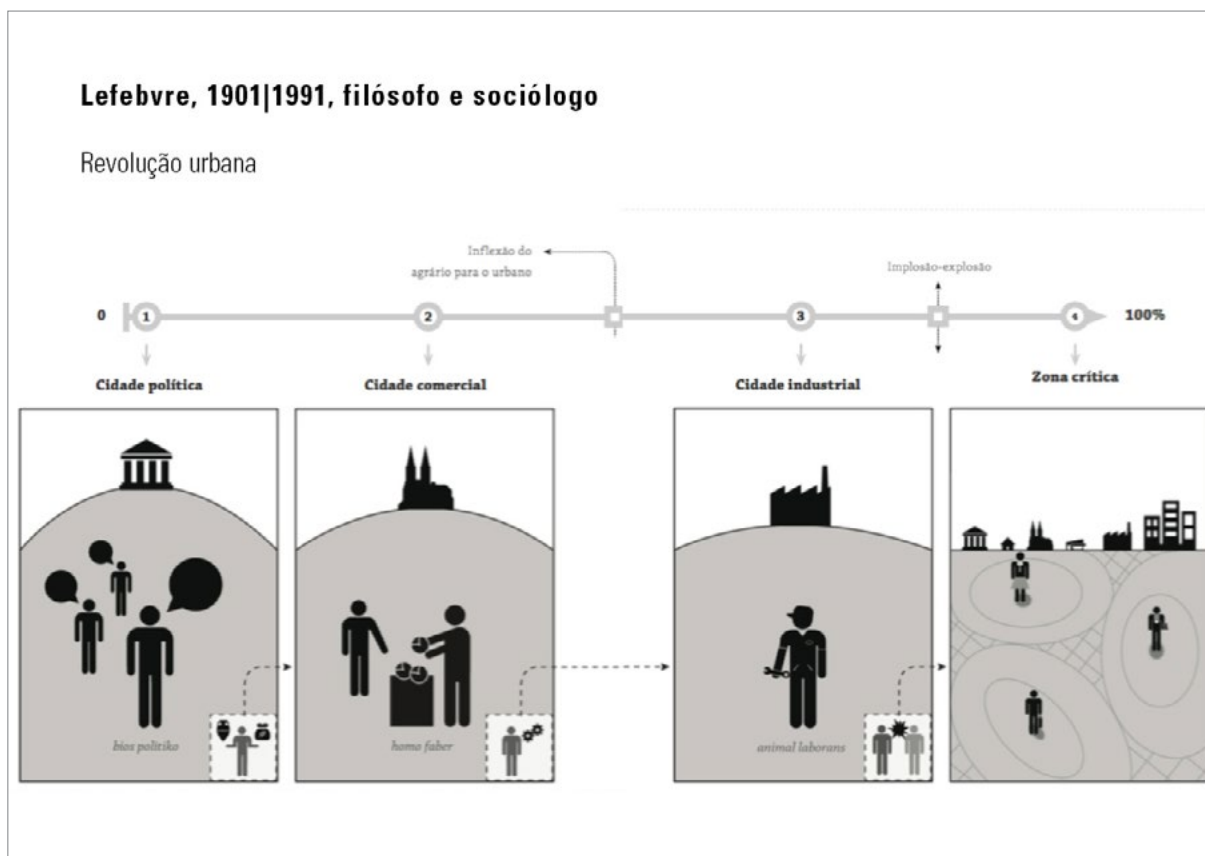 Lefebvre, 1901|1991, filósofo e sociólogo
Revolução urbana
Inflexão do
agrário para o urbano
Implosão-explosão
0
1
2
3
4
100%
Cidade política
Cidade comercial
Cidade industrial
Zona crítica
bios politiko
homo faber
animal laborans